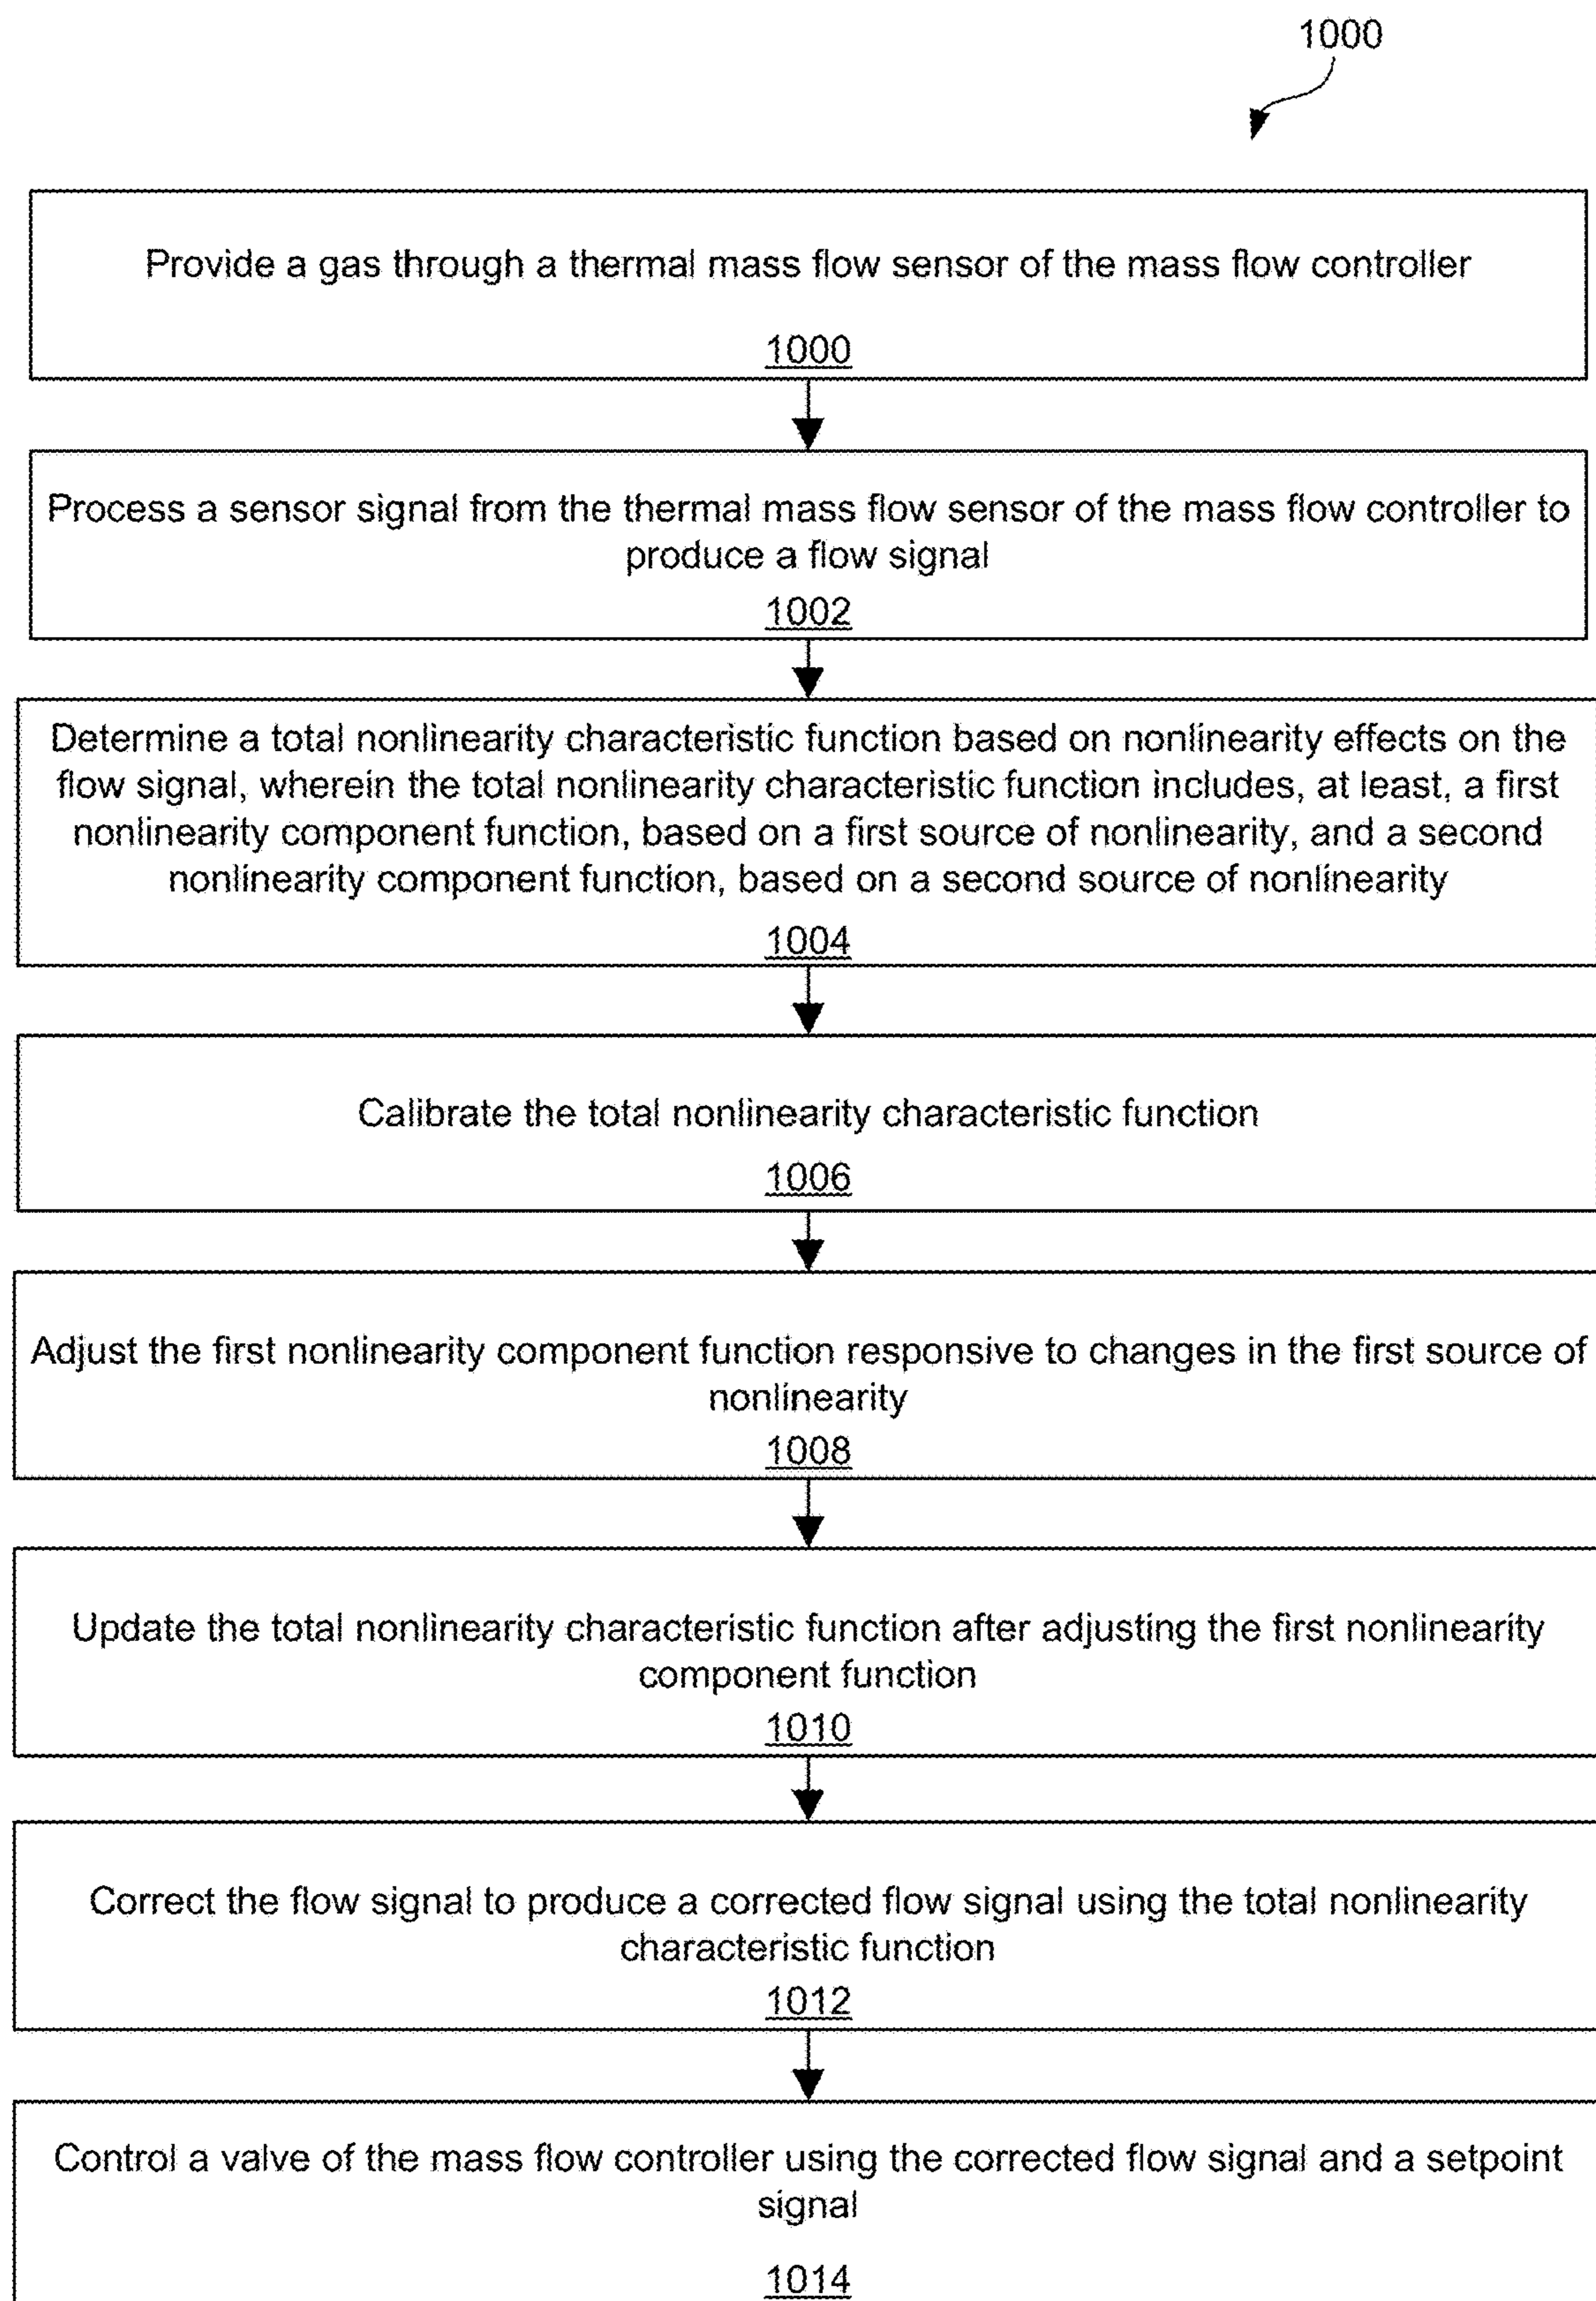 1000
Provide a gas through a thermal mass flow sensor of the mass flow controller
1000
Process a sensor signal from the thermal mass flow sensor of the mass flow controller to
produce a flow signal
1002
Determine a total nonlinearity characteristic function based on nonlinearity effects on the
flow signal, wherein the total nonlinearity characteristic function includes, at least, a first
nonlinearity component function, based on a first source of nonlinearity, and a second
nonlinearity component function, based on a second source of nonlinearity
1004
Calibrate the total nonlinearity characteristic function
1006
Adjust the first nonlinearity component function responsive to changes in the first source of
nonlinearity
1008
Update the total nonlinearity characteristic function after adjusting the first nonlinearity
component function
1010
Correct the flow signal to produce a corrected flow signal using the total nonlinearity
characteristic function
1012
Control a valve of the mass flow controller using the corrected flow signal and a setpoint
signal
1014